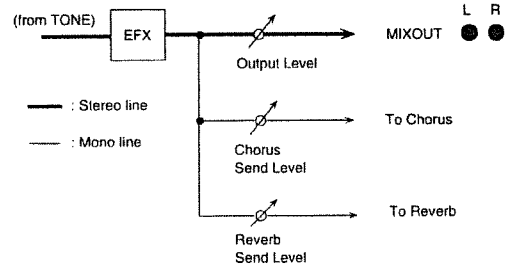 L R
(from TONE)
EFX
MIXOUT
Output Level
: Stereo line
: Mono line
To Chorus
Chorus
Send Level
To Reverb
Reverb
Send Level